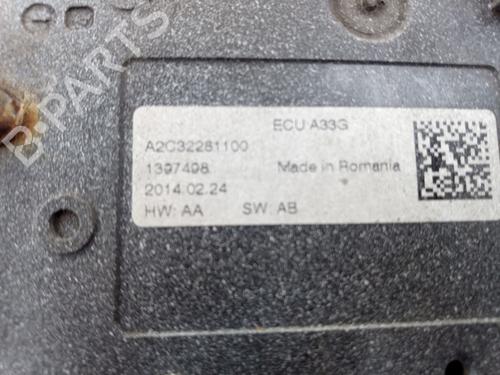 B-PARTS
ECU A33G
A2C32281100
1397498 Made in Romania
2014.02.24
HW: AA SW: AB